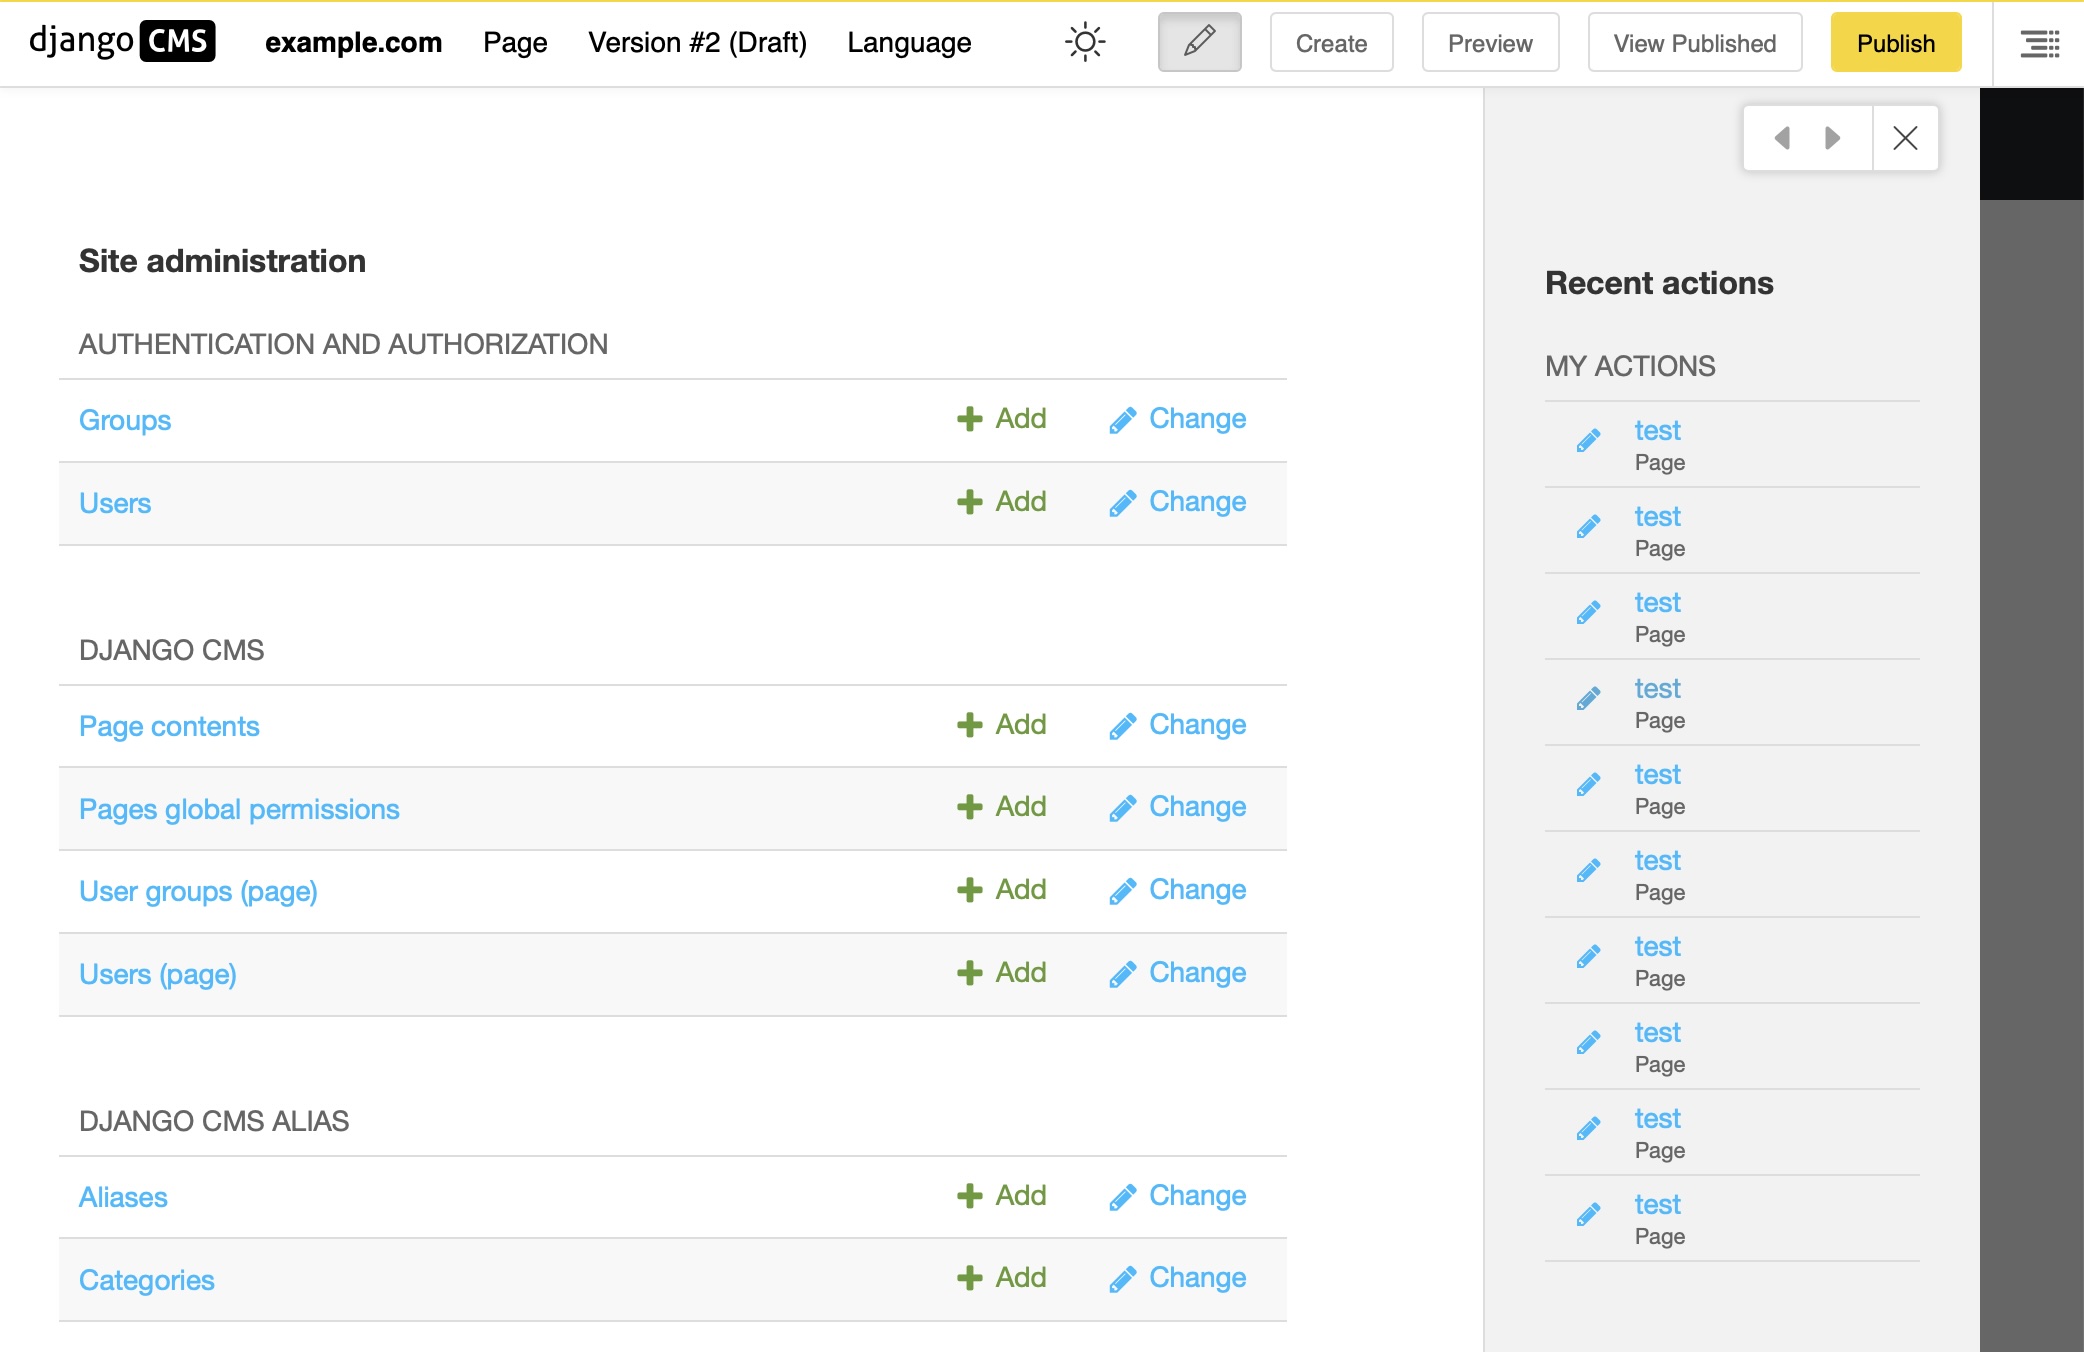 django CMS example.com Page Version #2 (Draft) Language Create Preview View Published Publish
Site administration
AUTHENTICATION AND AUTHORIZATION
Groups Add Change
Users Add Change
DJANGO CMS
Page contents Add Change
Pages global permissions Add Change
User groups (page) Add Change
Users (page) Add Change
DJANGO CMS ALIAS
Aliases Add Change
Categories Add Change
Recent actions
MY ACTIONS
test
Page
test
Page
test
Page
test
Page
test
Page
test
Page
test
Page
test
Page
test
Page
test
Page